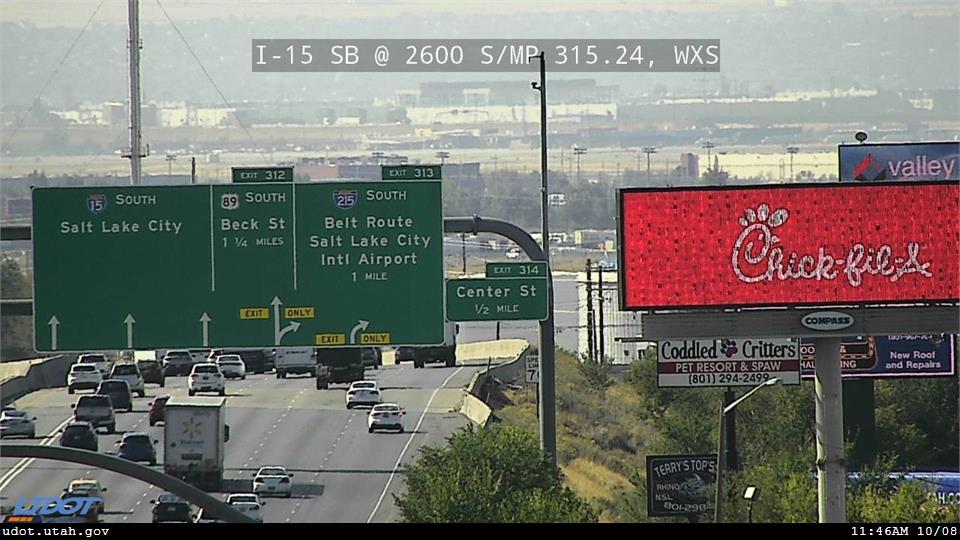 I-15 SB @ 2600 S/MP 315.24, WXS
EXIT 312
EXIT 313
15 SOUTH
Salt Lake City
89 SOUTH
Beck St
1 ¼ MILES
215 SOUTH
Belt Route
Salt Lake City
Intl Airport
1 MILE
EXIT ONLY
EXIT ONLY
EXIT 314
Center St
½ MILE
valley
Chick-fil-A
COMPASS
Coddled Critters
PET RESORT & SPAW
(801) 294-2499
New Roof
and Repairs
SPEED
TERRY'S TOP'S
RHINO
N.S.L.
Walmart
UDOT
udot.utah.gov
11:46AM 10/08